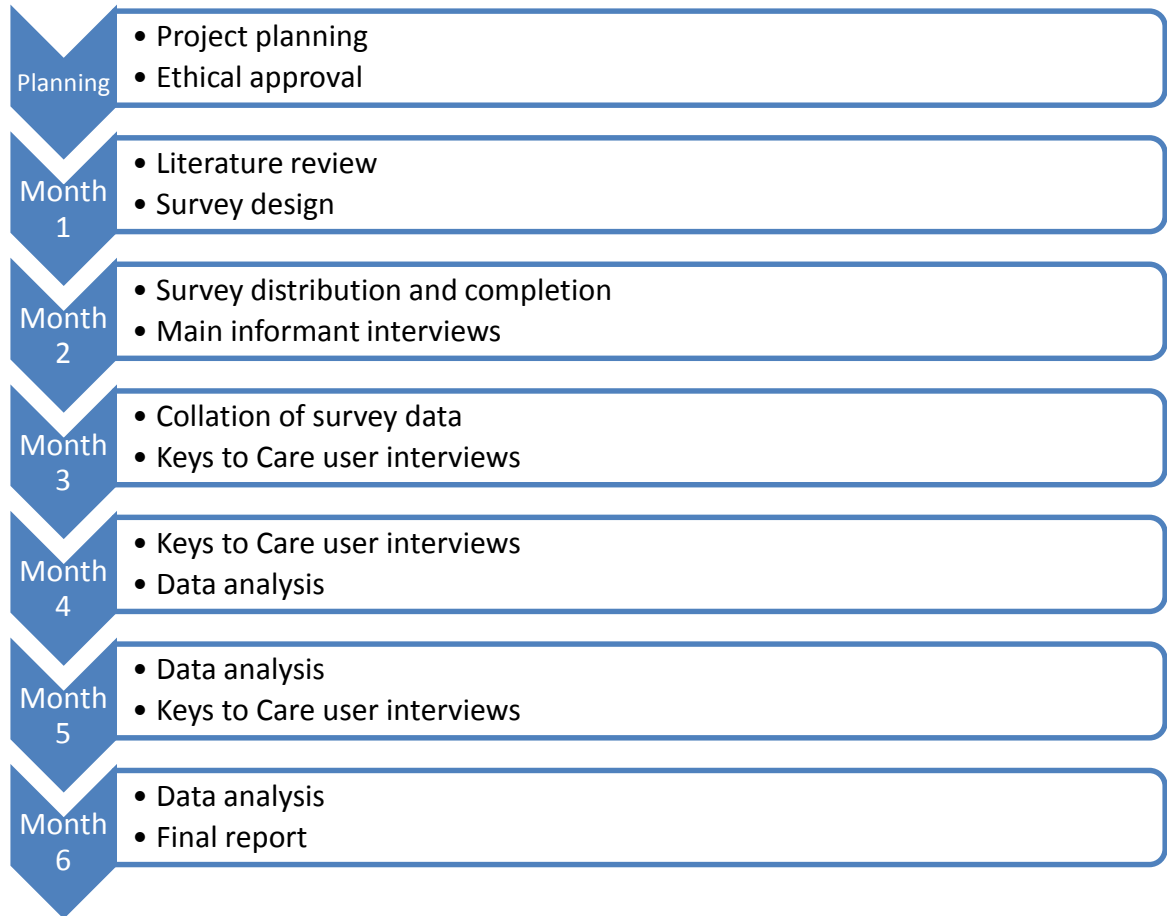 Planning
• Project planning
• Ethical approval
Month
1
• Literature review
• Survey design
Month
2
• Survey distribution and completion
• Main informant interviews
Month
3
• Collation of survey data
• Keys to Care user interviews
Month
4
• Keys to Care user interviews
• Data analysis
Month
5
• Data analysis
• Keys to Care user interviews
Month
6
• Data analysis
• Final report